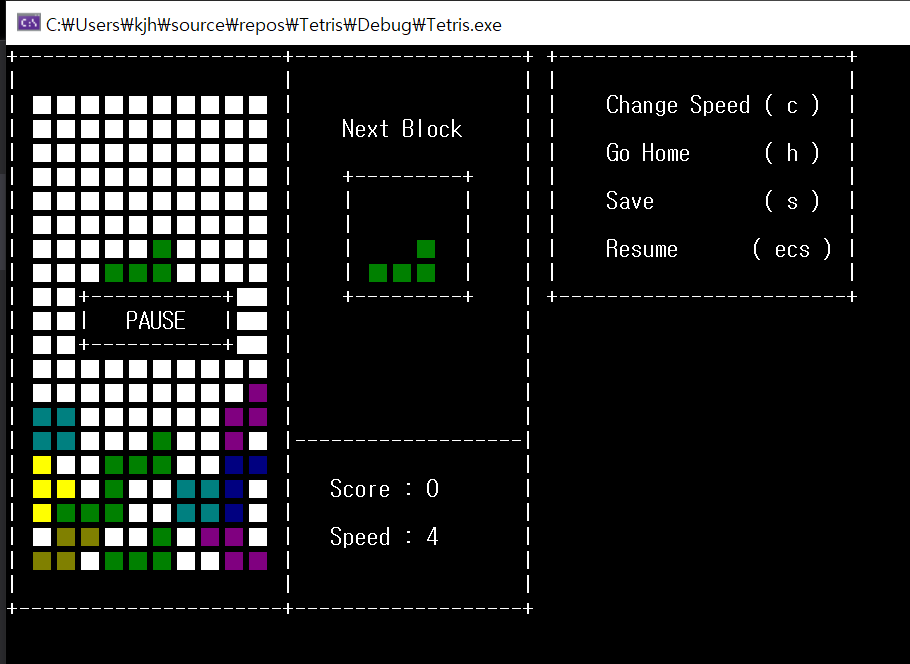 C:₩Users₩kjh₩source₩repos₩Tetris₩Debug₩Tetris.exe
Next Block
PAUSE
Score : 0
Speed : 4
Change Speed ( c )
Go Home ( h )
Save ( s )
Resume ( ecs )